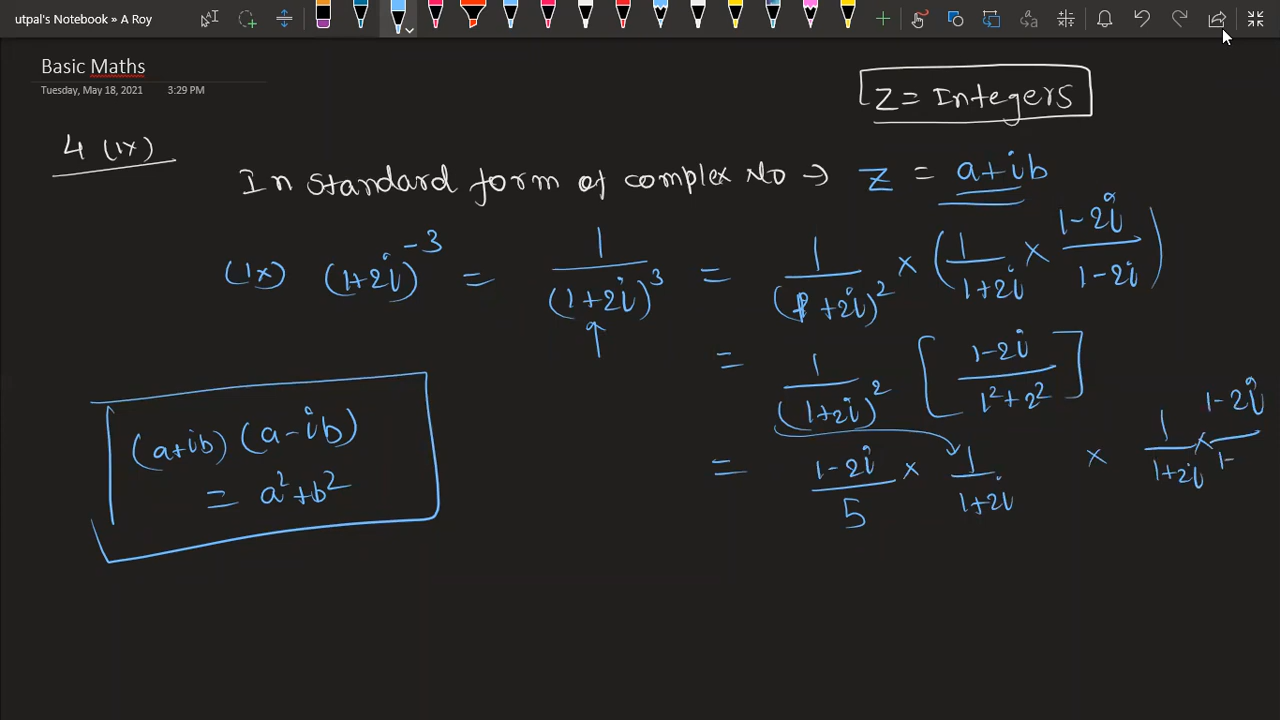 utpal's Notebook » A Roy
Basic Maths
Tuesday, May 18, 2021 3:29 PM
Z = Integers
4 (ix)
In standard form of complex No → z = a+ib
(ix) (1+2i)^-3 = 1/(1+2i)^3 = 1/(1+2i)^2 × (1/(1+2i) × (1-2i)/(1-2i))
= 1/(1+2i)^2 [(1-2i)/(1^2+2^2)]
= (1-2i)/5 × 1/(1+2i) × 1/(1+2i) × (1-2i)/(1-
(a+ib) (a-ib)
= a^2+b^2